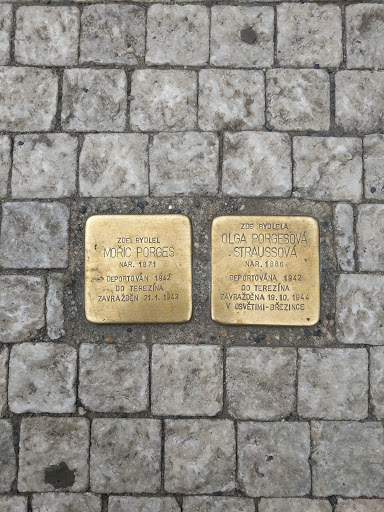 ZDE BYDLEL
MOŘIC PORGES
NAR. 1871
DEPORTOVÁN 1942
DO TEREZÍNA
ZAVRAŽDĚN 21.1.1943
ZDE BYDLELA
OLGA PORGESOVÁ
STRAUSSOVÁ
NAR. 1886
DEPORTOVÁNA 1942
DO TEREZÍNA
ZAVRAŽDĚNA 19.10.1944
V OSVĚTIMI-BŘEZINCE